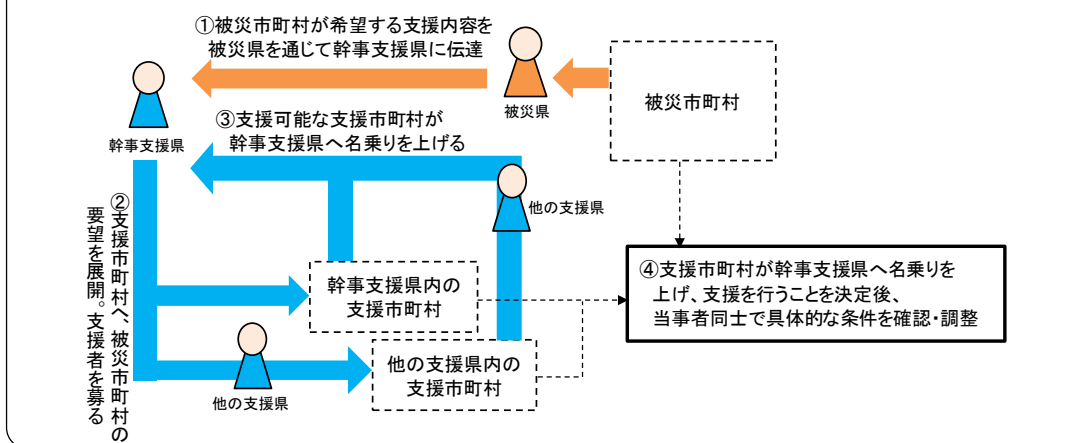 ①被災市町村が希望する支援内容を
被災県を通じて幹事支援県に伝達
被災県
被災市町村
幹事支援県
③支援可能な支援市町村が
幹事支援県へ名乗りを上げる
他の支援県
②支援市町村へ、被災市町村の
要望を展開。支援者を募る
幹事支援県内の
支援市町村
他の支援県
他の支援県内の
支援市町村
④支援市町村が幹事支援県へ名乗りを
上げ、支援を行うことを決定後、
当事者同士で具体的な条件を確認・調整